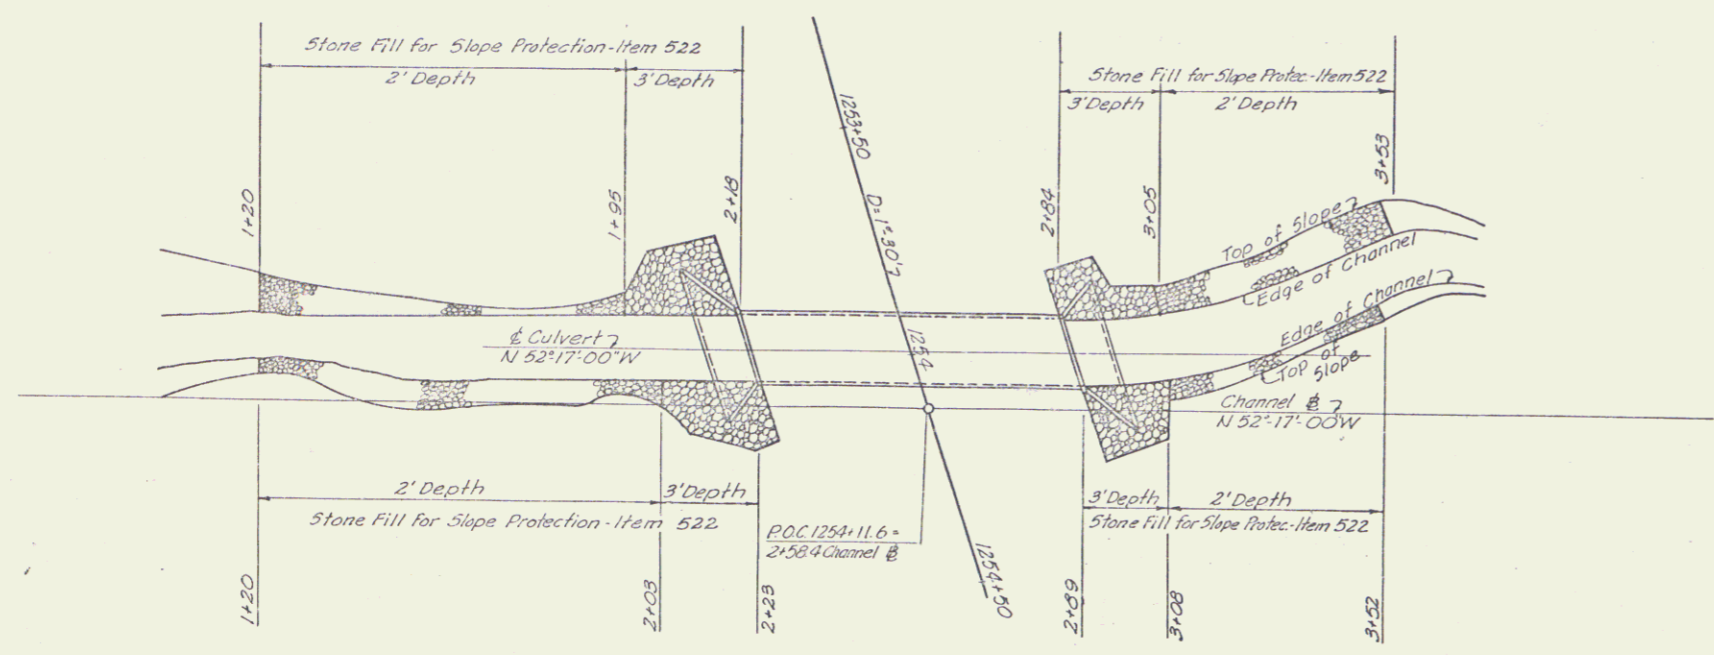 Stone Fill for Slope Protection-Item 522
2' Depth
3' Depth
Stone Fill for Slope Protec.-Item 522
3' Depth
2' Depth
1+20
1+95
2+18
1253+50
D=1°-30'
2+84
3+05
3+53
Top of Slope
Edge of Channel
Edge of Channel
Top of
Slope
℄ Culvert
N 52°-17'-00"W
1254
Channel ⅊
N 52°-17'-00"W
2' Depth
3' Depth
Stone Fill for Slope Protection-Item 522
P.O.C. 1254+11.6=
2+58.4 Channel ⅊
3' Depth
2' Depth
Stone Fill for Slope Protec.-Item 522
1+20
2+03
2+23
1254+50
2+89
3+08
3+52